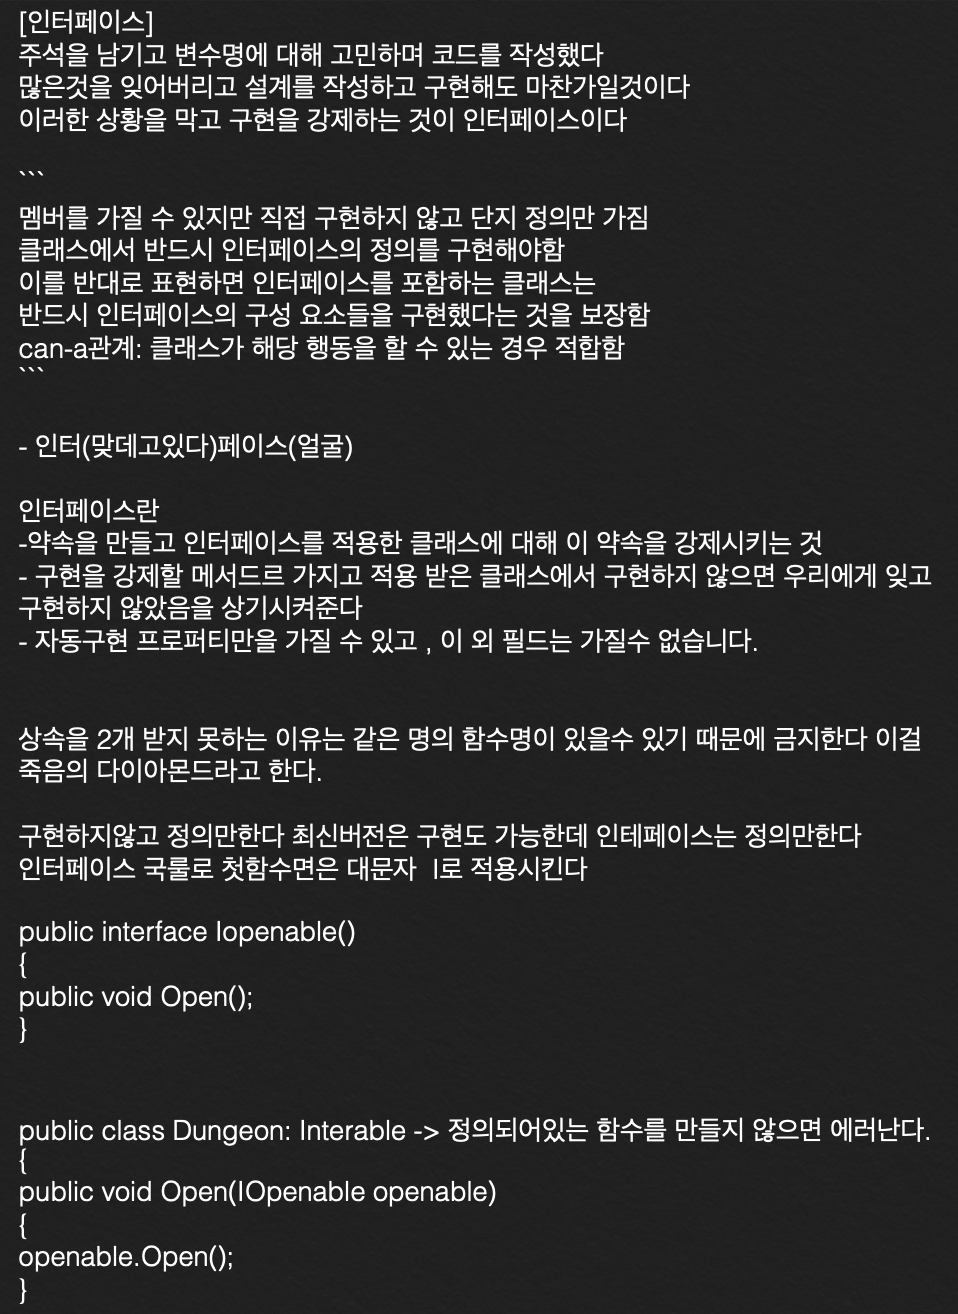 [인터페이스]
주석을 남기고 변수명에 대해 고민하며 코드를 작성했다
많은것을 잊어버리고 설계를 작성하고 구현해도 마찬가일것이다
이러한 상황을 막고 구현을 강제하는 것이 인터페이스이다
```
멤버를 가질 수 있지만 직접 구현하지 않고 단지 정의만 가짐
클래스에서 반드시 인터페이스의 정의를 구현해야함
이를 반대로 표현하면 인터페이스를 포함하는 클래스는
반드시 인터페이스의 구성 요소들을 구현했다는 것을 보장함
can-a관계: 클래스가 해당 행동을 할 수 있는 경우 적합함
```
- 인터(맞데고있다)페이스(얼굴)
인터페이스란
-약속을 만들고 인터페이스를 적용한 클래스에 대해 이 약속을 강제시키는 것
- 구현을 강제할 메서드르 가지고 적용 받은 클래스에서 구현하지 않으면 우리에게 잊고
구현하지 않았음을 상기시켜준다
- 자동구현 프로퍼티만을 가질 수 있고 , 이 외 필드는 가질수 없습니다.
상속을 2개 받지 못하는 이유는 같은 명의 함수명이 있을수 있기 때문에 금지한다 이걸
죽음의 다이아몬드라고 한다.
구현하지않고 정의만한다 최신버전은 구현도 가능한데 인테페이스는 정의만한다
인터페이스 국룰로 첫함수면은 대문자  I로 적용시킨다
public interface Iopenable()
{
public void Open();
}
public class Dungeon: Interable -> 정의되어있는 함수를 만들지 않으면 에러난다.
{
public void Open(IOpenable openable)
{
openable.Open();
}